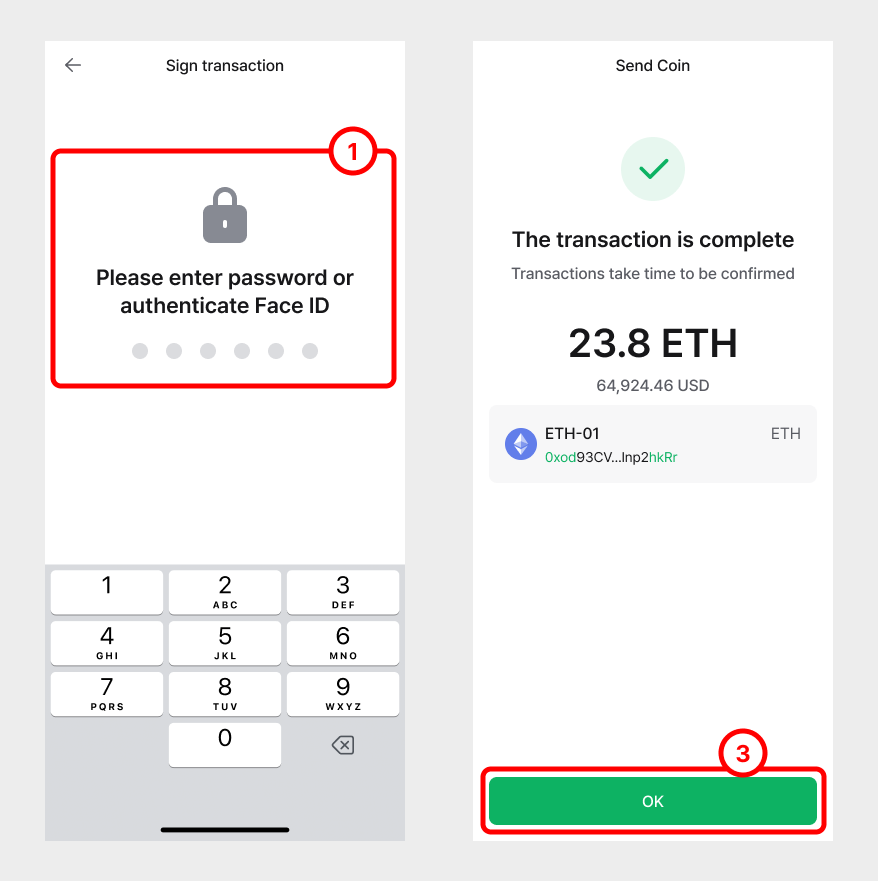 Sign transaction
1
Please enter password or
authenticate Face ID
1
2
ABC
3
DEF
4
GHI
5
JKL
6
MNO
7
PQRS
8
TUV
9
WXYZ
0
Send Coin
The transaction is complete
Transactions take time to be confirmed
23.8 ETH
64,924.46 USD
ETH-01 ETH
0xod93CV...lnp2hkRr
3
OK